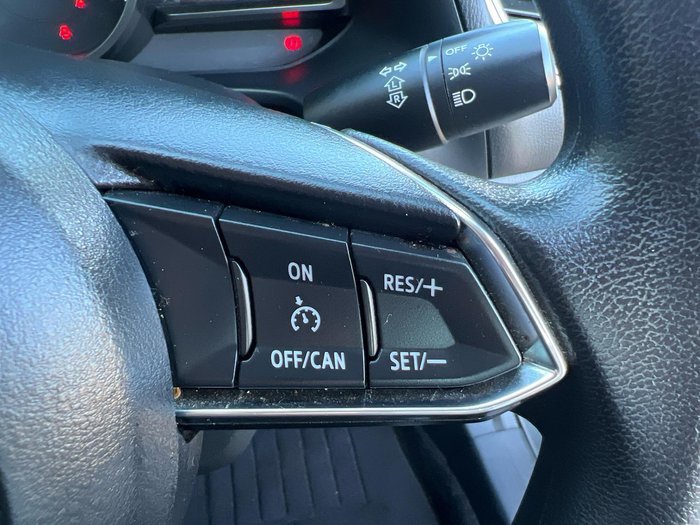 OFF
L
R
ON
OFF/CAN
RES/+
SET/−